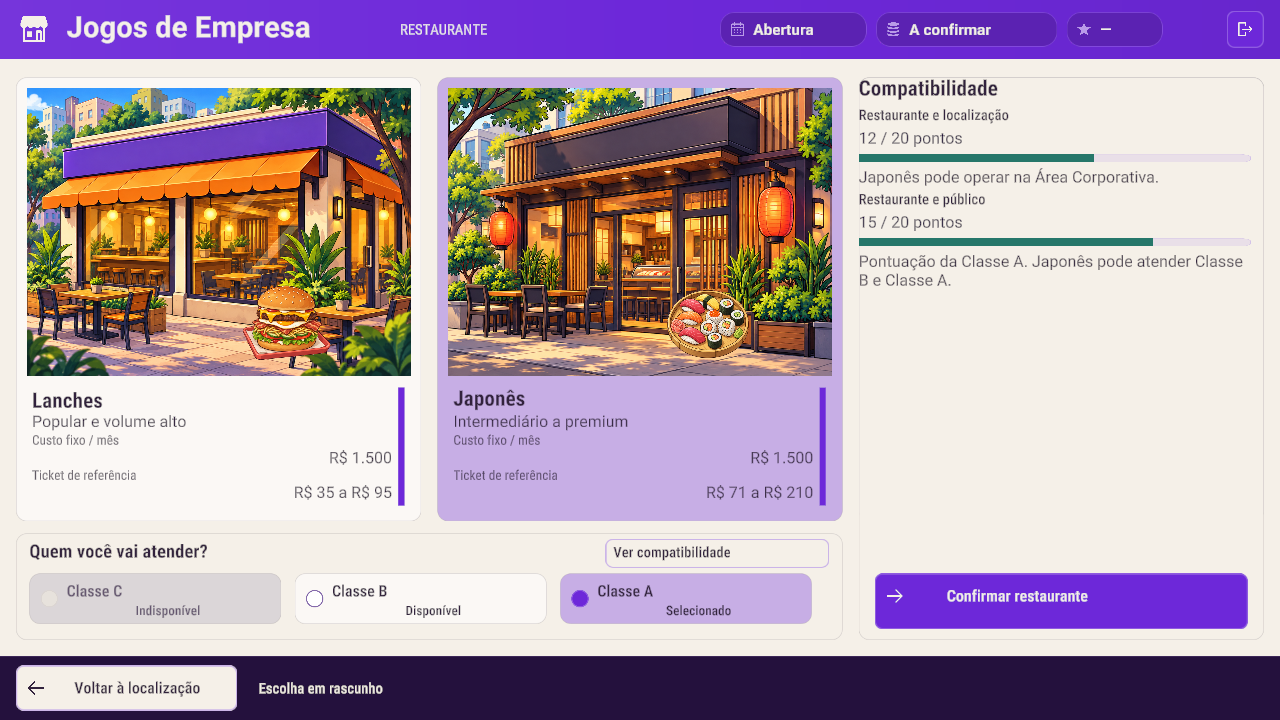 Jogos de Empresa
RESTAURANTE
Abertura
A confirmar
–
Lanches
Popular e volume alto
Custo fixo / mês
R$ 1.500
Ticket de referência
R$ 35 a R$ 95
Japonês
Intermediário a premium
Custo fixo / mês
R$ 1.500
Ticket de referência
R$ 71 a R$ 210
Compatibilidade
Restaurante e localização
12 / 20 pontos
Japonês pode operar na Área Corporativa.
Restaurante e público
15 / 20 pontos
Pontuação da Classe A. Japonês pode atender Classe
B e Classe A.
Quem você vai atender?
Ver compatibilidade
Classe C
Indisponível
Classe B
Disponível
Classe A
Selecionado
Confirmar restaurante
Voltar à localização
Escolha em rascunho